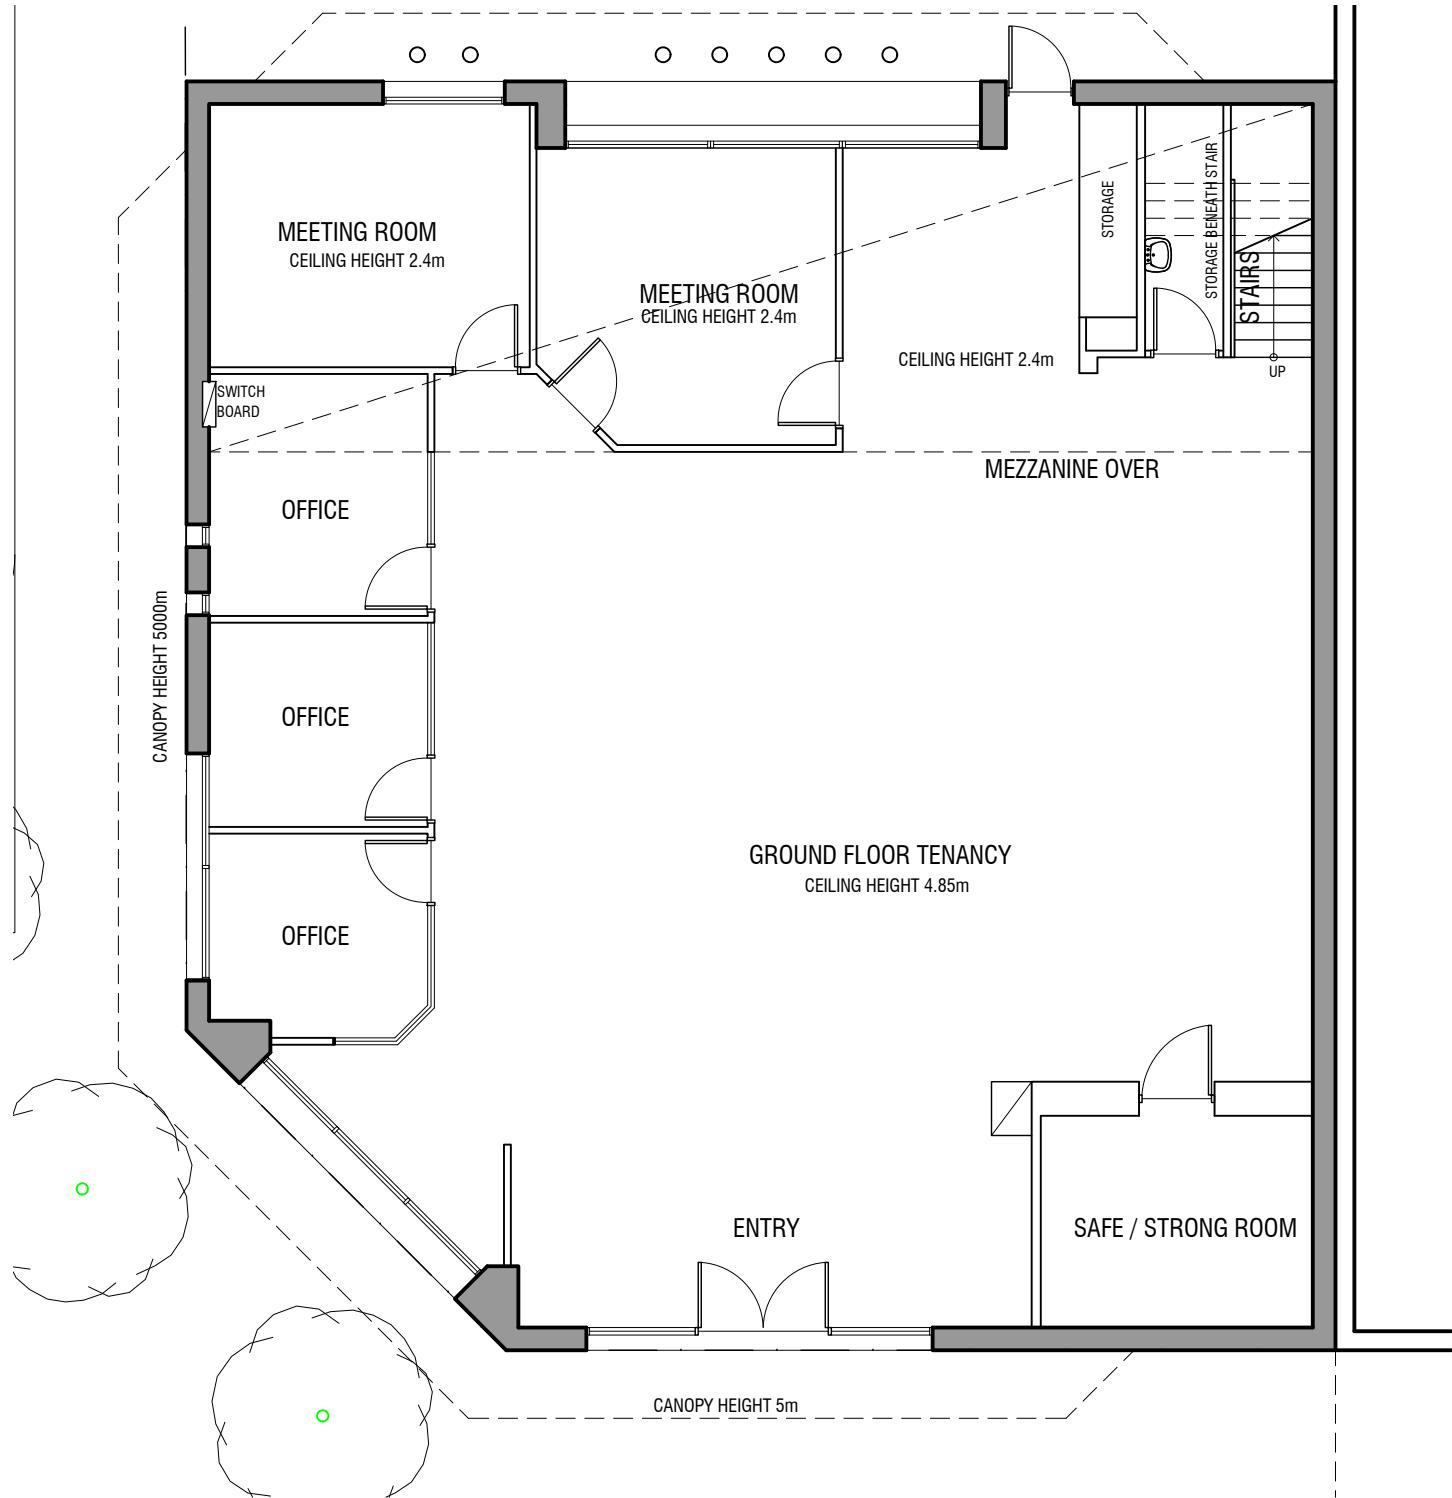 MEETING ROOM
CEILING HEIGHT 2.4m
MEETING ROOM
CEILING HEIGHT 2.4m
STORAGE
STORAGE BENEATH STAIR
STAIRS
UP
CEILING HEIGHT 2.4m
SWITCH
BOARD
MEZZANINE OVER
OFFICE
CANOPY HEIGHT 5000m
OFFICE
GROUND FLOOR TENANCY
CEILING HEIGHT 4.85m
OFFICE
ENTRY
SAFE / STRONG ROOM
CANOPY HEIGHT 5m